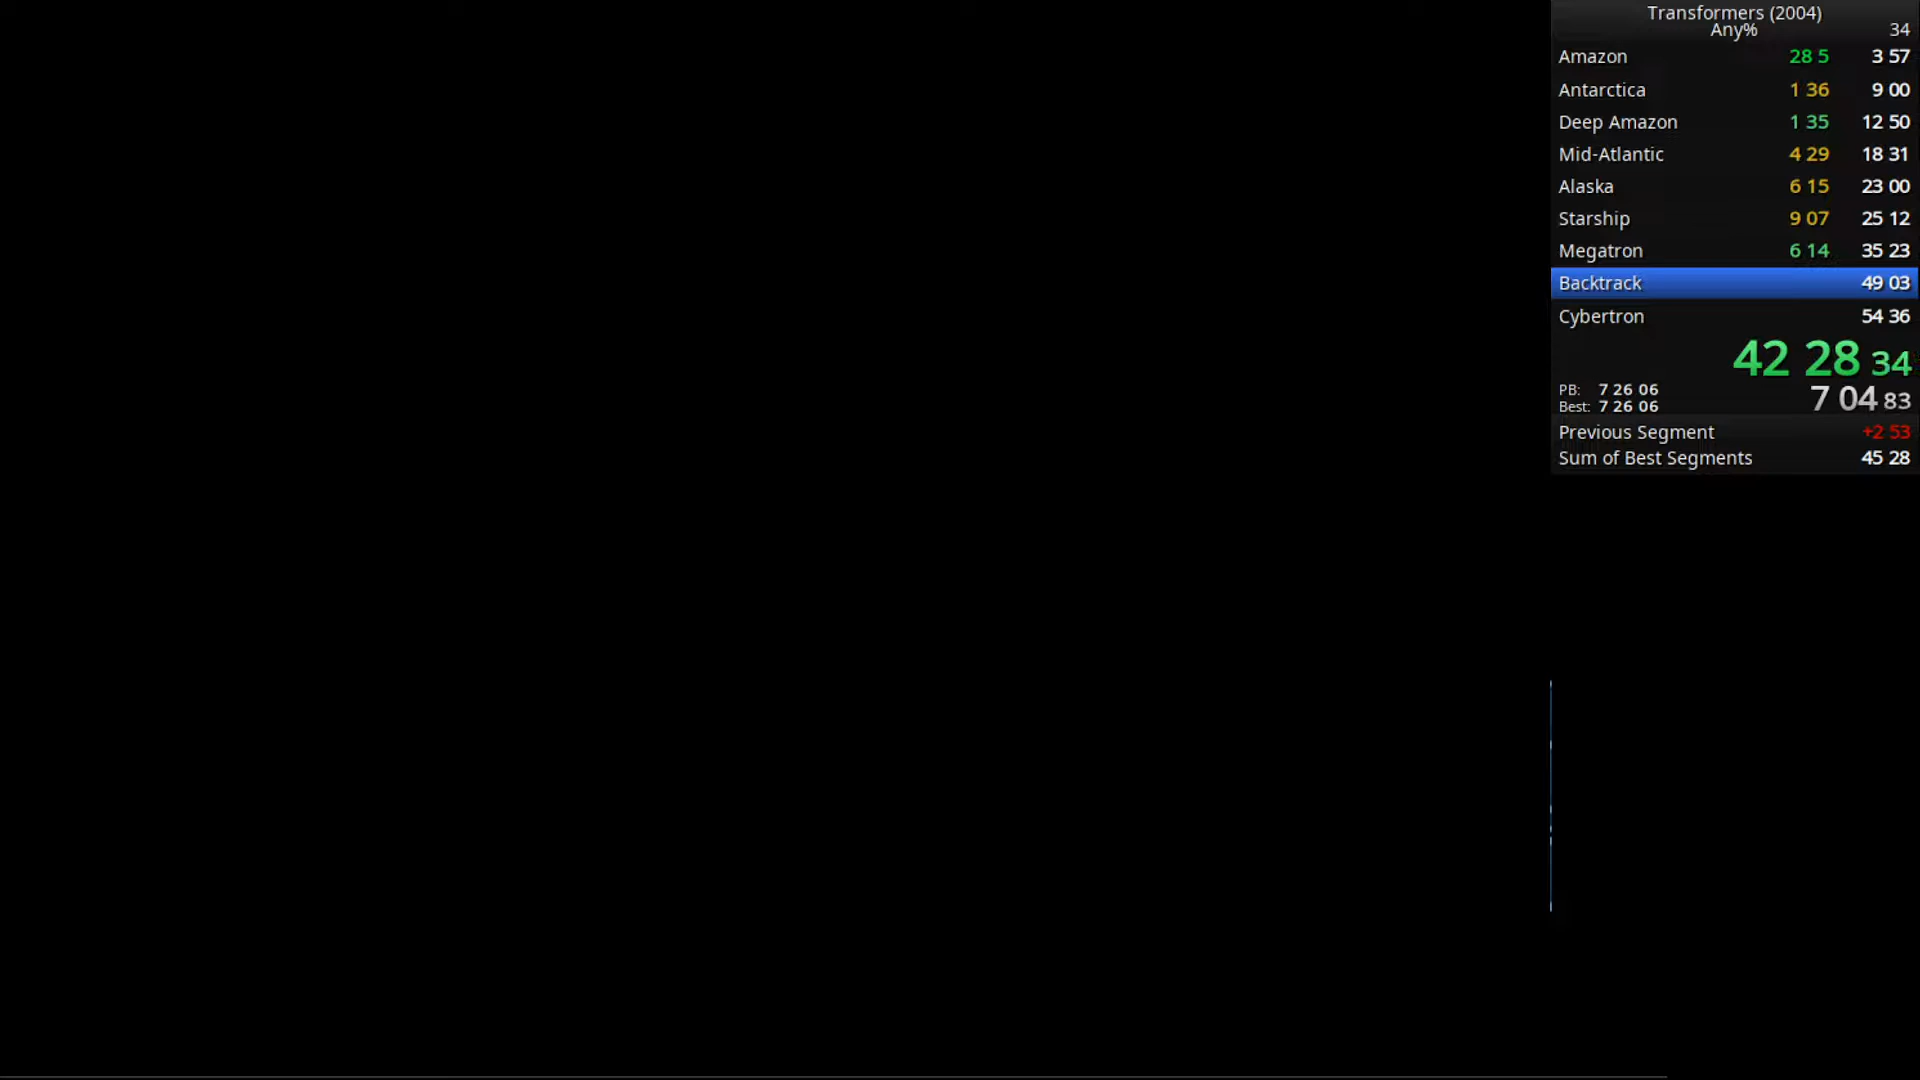 Transformers (2004)
Any% 34
Amazon 28 5 3 57
Antarctica 1 36 9 00
Deep Amazon 1 35 12 50
Mid-Atlantic 4 29 18 31
Alaska 6 15 23 00
Starship 9 07 25 12
Megatron 6 14 35 23
Backtrack 49 03
Cybertron 54 36
42 28 34
PB: 7 26 06 7 04 83
Best: 7 26 06
Previous Segment +2 53
Sum of Best Segments 45 28